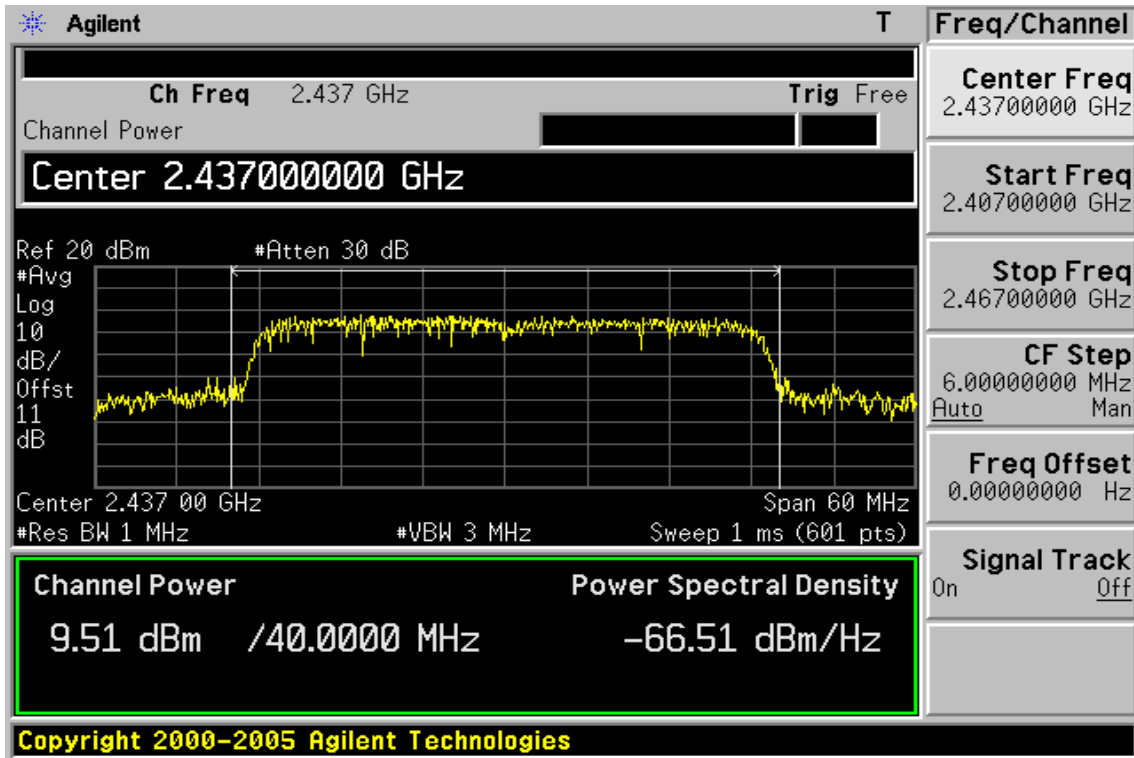 Agilent T
Ch Freq 2.437 GHz Trig Free
Channel Power
Center 2.437000000 GHz
Ref 20 dBm #Atten 30 dB
#Avg
Log
10
dB/
Offst
11
dB
Center 2.437 00 GHz Span 60 MHz
#Res BW 1 MHz #VBW 3 MHz Sweep 1 ms (601 pts)
Channel Power Power Spectral Density
9.51 dBm /40.0000 MHz -66.51 dBm/Hz
Copyright 2000-2005 Agilent Technologies
Freq/Channel
Center Freq
2.43700000 GHz
Start Freq
2.40700000 GHz
Stop Freq
2.46700000 GHz
CF Step
6.00000000 MHz
Auto Man
Freq Offset
0.00000000 Hz
Signal Track
On Off